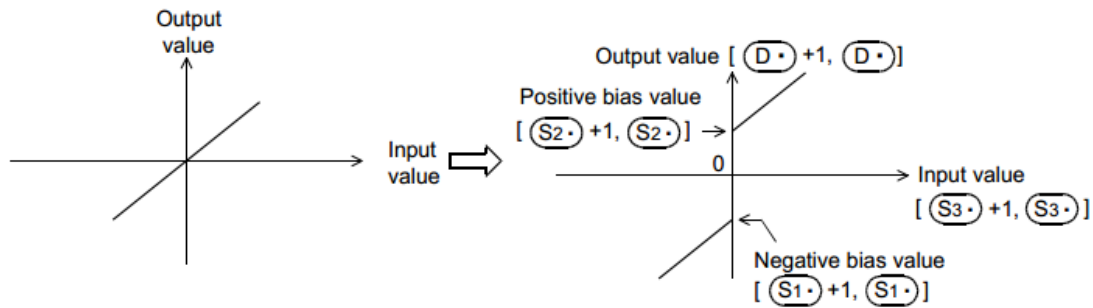 Output
value
Input
value
Output value [ D· +1, D· ]
Positive bias value
[ S2· +1, S2· ]
0
Input value
[ S3· +1, S3· ]
Negative bias value
[ S1· +1, S1· ]